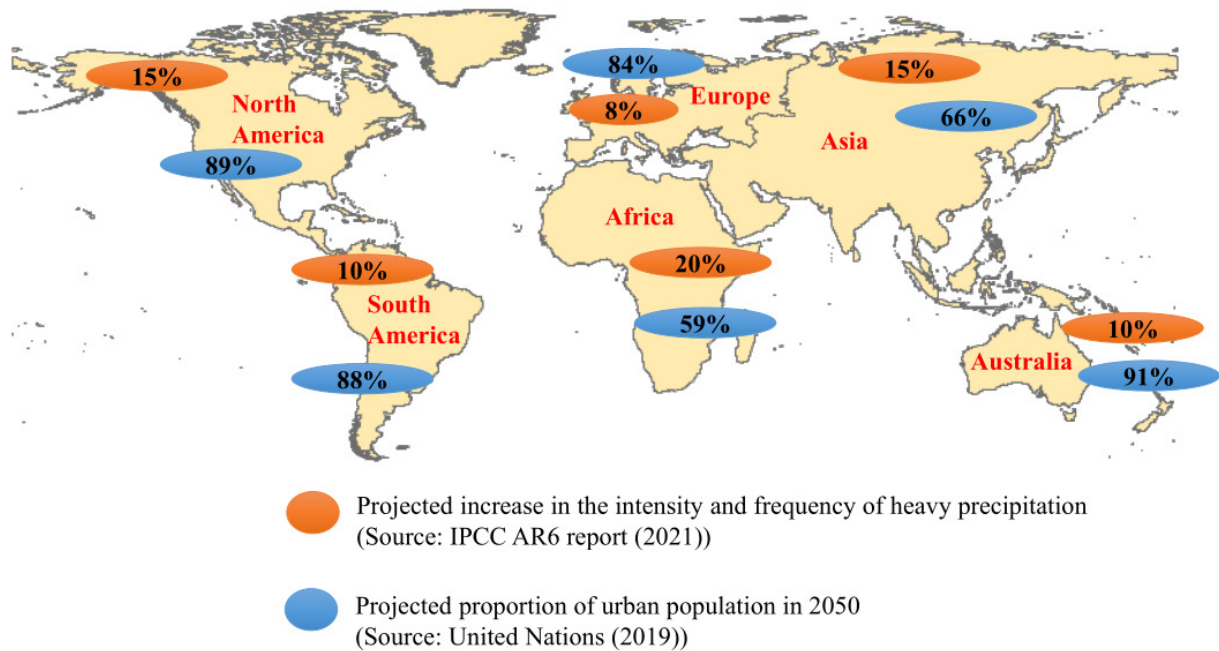 84%
15%
15%
North
America
Europe
8%
66%
Asia
89%
Africa
20%
10%
South
America
59%
10%
Australia
88%
91%
Projected increase in the intensity and frequency of heavy precipitation
(Source: IPCC AR6 report (2021))
Projected proportion of urban population in 2050
(Source: United Nations (2019))